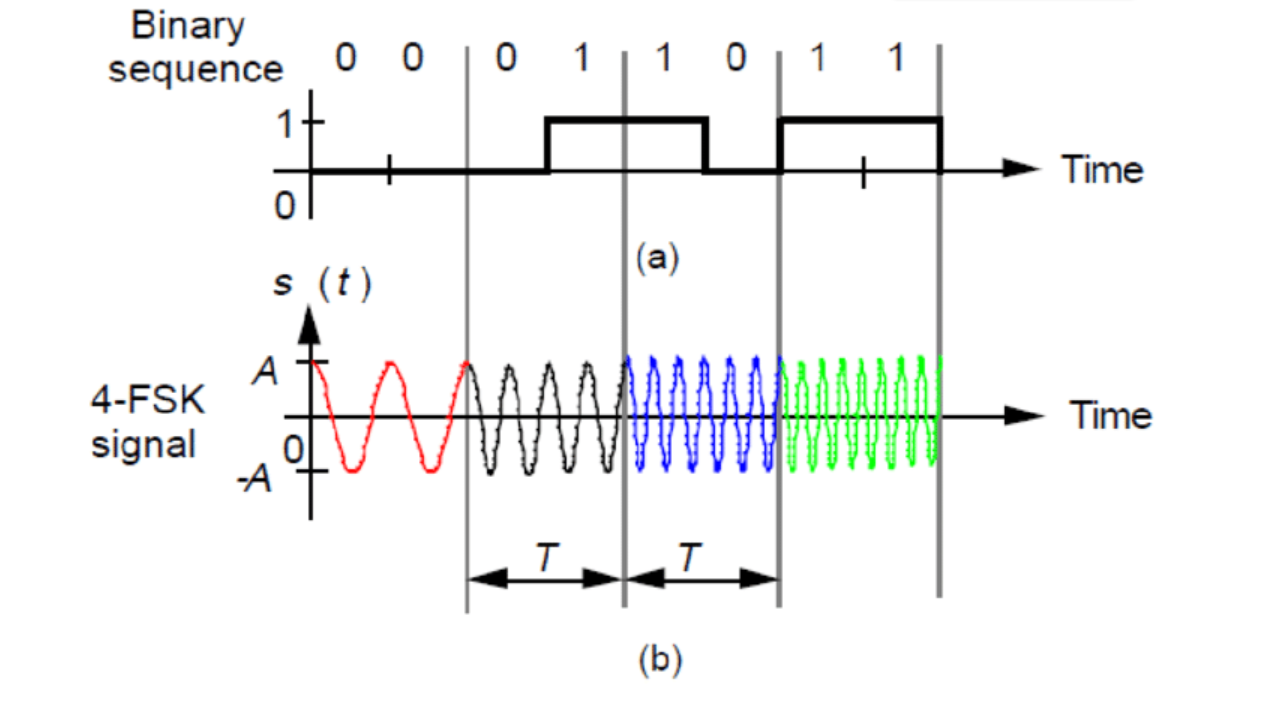 Binary
sequence
0 0 0 1 1 0 1 1
1
0
Time
(a)
s (t)
A
4-FSK
signal
0
-A
Time
T T
(b)